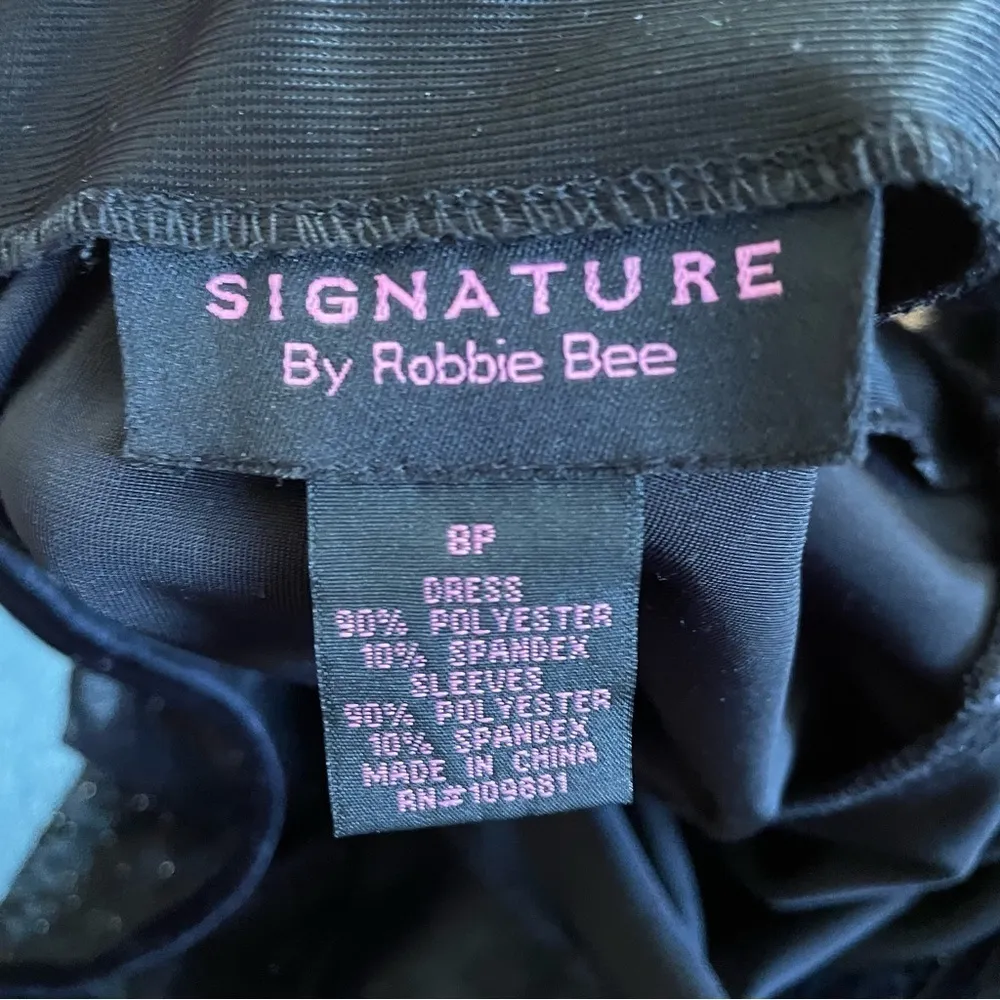 SIGNATURE
By Robbie Bee
8P
DRESS
90% POLYESTER
10% SPANDEX
SLEEVES
90% POLYESTER
10% SPANDEX
MADE IN CHINA
RN#109881